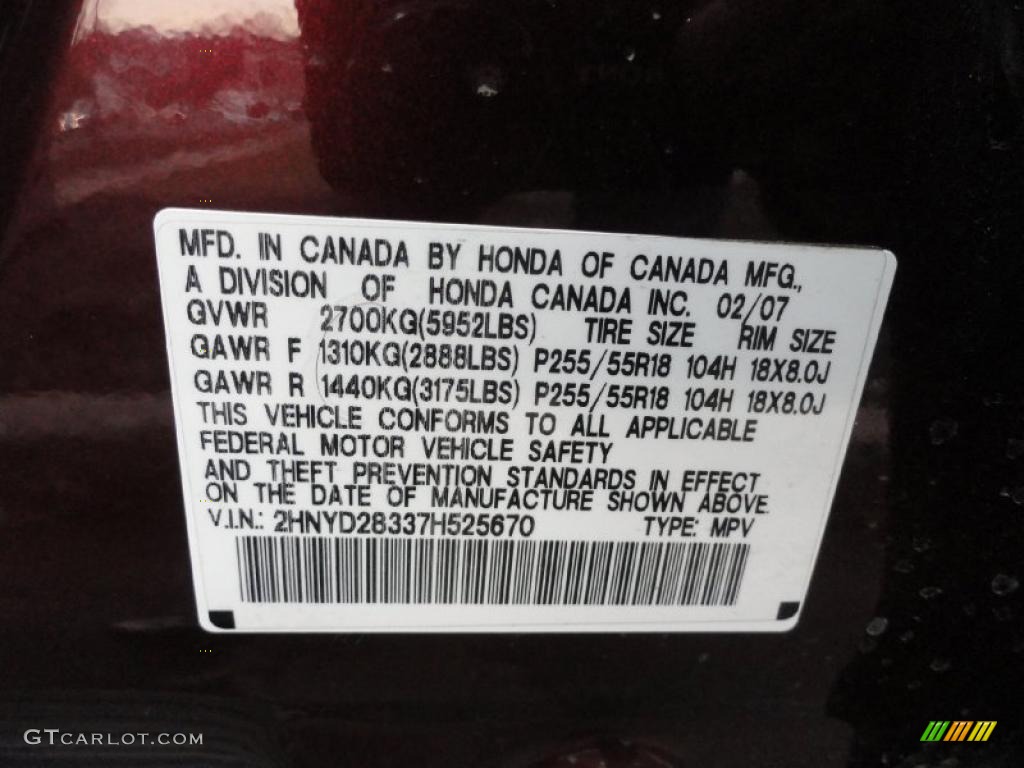 MFD. IN CANADA BY HONDA OF CANADA MFG.,
A DIVISION OF HONDA CANADA INC. 02/07
GVWR 2700KG(5952LBS) TIRE SIZE RIM SIZE
GAWR F 1310KG(2888LBS) P255/55R18 104H 18X8.0J
GAWR R 1440KG(3175LBS) P255/55R18 104H 18X8.0J
THIS VEHICLE CONFORMS TO ALL APPLICABLE
FEDERAL MOTOR VEHICLE SAFETY
AND THEFT PREVENTION STANDARDS IN EFFECT
ON THE DATE OF MANUFACTURE SHOWN ABOVE.
V.I.N.: 2HNYD28337H525670 TYPE: MPV
GTCARLOT.COM